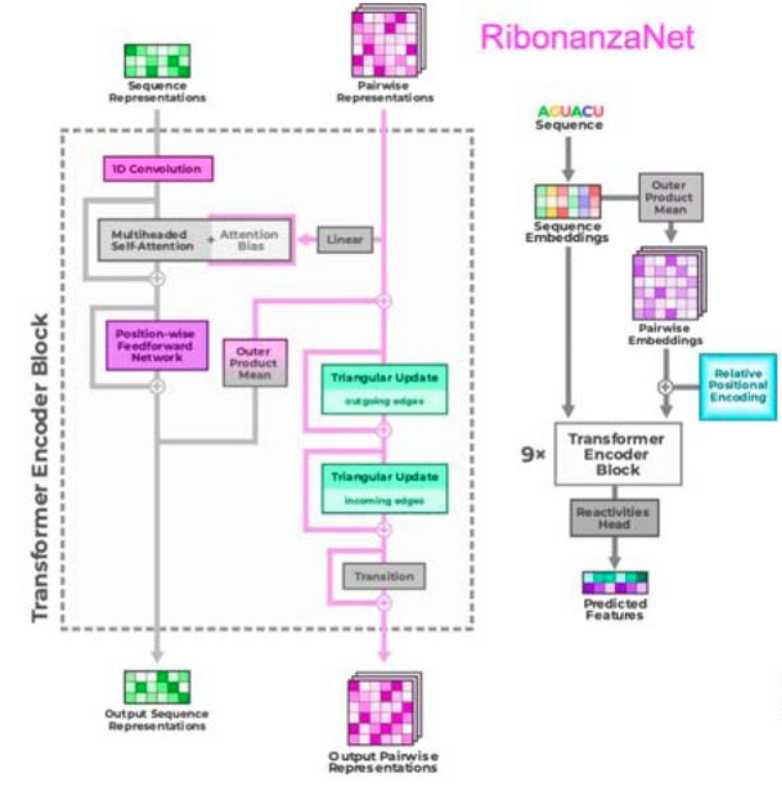 RibonanzaNet
Sequence
Representations
Pairwise
Representations
Transformer Encoder Block
1D Convolution
Multiheaded
Self-Attention
+
Attention
Bias
Linear
Position-wise
Feedforward
Network
Outer
Product
Mean
Triangular Update
outgoing edges
Triangular Update
incoming edges
Transition
Output Sequence
Representations
Output Pairwise
Representations
AGUACU
Sequence
Sequence
Embeddings
Outer
Product
Mean
Pairwise
Embeddings
Relative
Positional
Encoding
9×
Transformer
Encoder
Block
Reactivities
Head
Predicted
Features